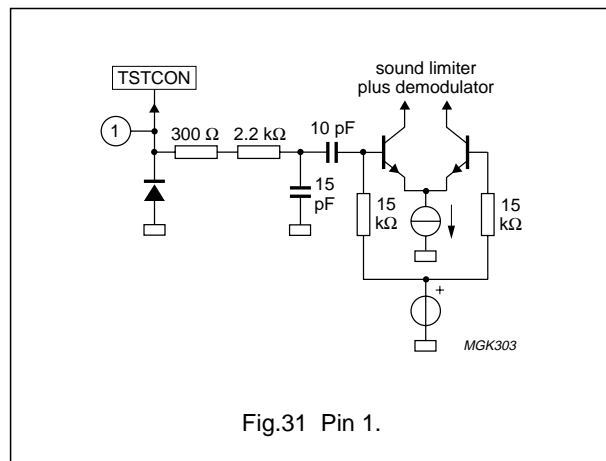 TSTCON
sound limiter
plus demodulator
1
300 Ω
2.2 kΩ
10 pF
15
pF
15
kΩ
15
kΩ
+
MGK303
Fig.31 Pin 1.